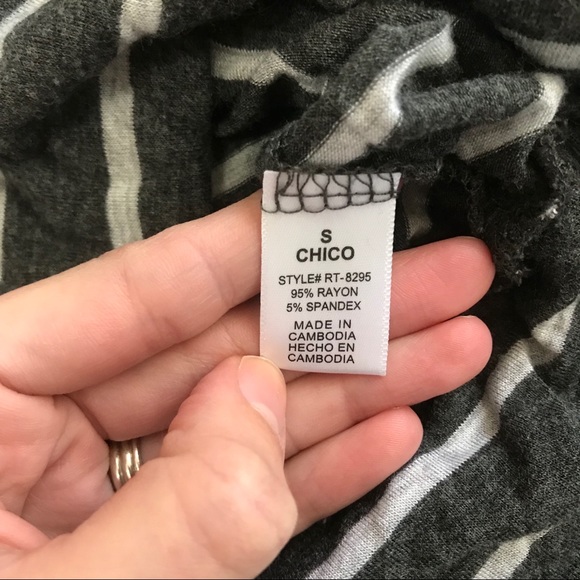 S
CHICO
STYLE# RT-8295
95% RAYON
5% SPANDEX
MADE IN
CAMBODIA
HECHO EN
CAMBODIA